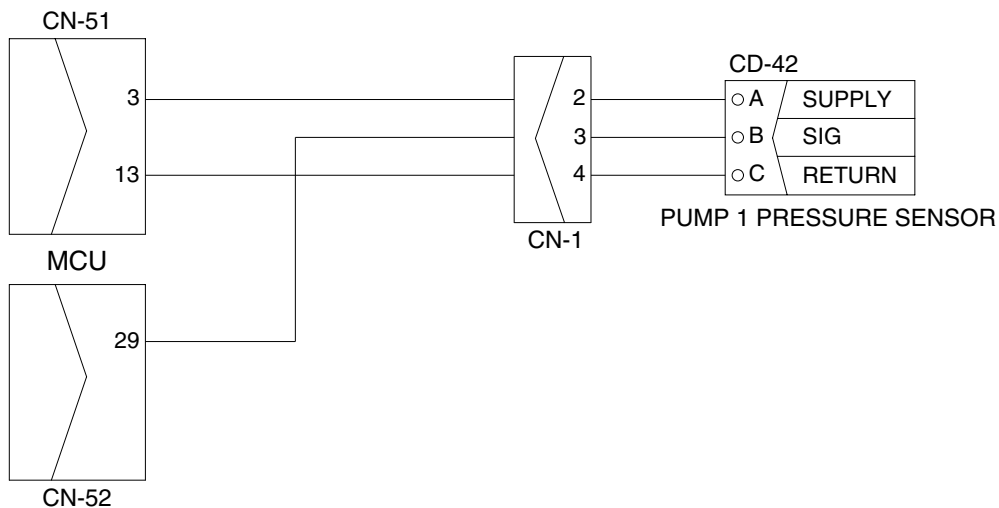 CN-51
3
13
MCU
29
CN-52
2
3
4
CN-1
CD-42
A SUPPLY
B SIG
C RETURN
PUMP 1 PRESSURE SENSOR